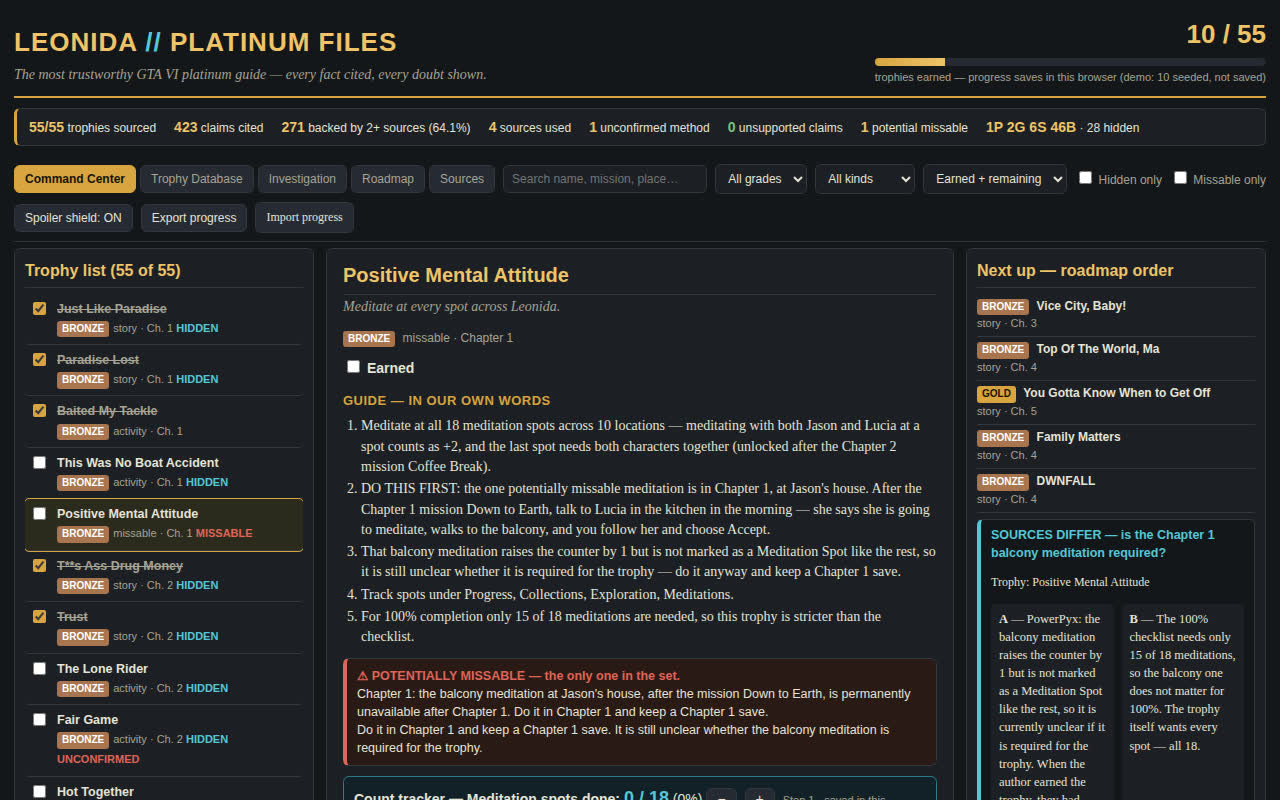 LEONIDA // PLATINUM FILES
The most trustworthy GTA VI platinum guide — every fact cited, every doubt shown.
10 / 55
trophies earned — progress saves in this browser (demo: 10 seeded, not saved)
55/55 trophies sourced 423 claims cited 271 backed by 2+ sources (64.1%) 4 sources used 1 unconfirmed method 0 unsupported claims 1 potential missable 1P 2G 6S 46B · 28 hidden
Command Center Trophy Database Investigation Roadmap Sources Search name, mission, place… All grades All kinds Earned + remaining Hidden only Missable only
Spoiler shield: ON Export progress Import progress
Trophy list (55 of 55)
Just Like Paradise
BRONZE story · Ch. 1 HIDDEN
Paradise Lost
BRONZE story · Ch. 1 HIDDEN
Baited My Tackle
BRONZE activity · Ch. 1
This Was No Boat Accident
BRONZE activity · Ch. 1 HIDDEN
Positive Mental Attitude
BRONZE missable · Ch. 1 MISSABLE
T**s Ass Drug Money
BRONZE story · Ch. 2 HIDDEN
Trust
BRONZE story · Ch. 2 HIDDEN
The Lone Rider
BRONZE activity · Ch. 2 HIDDEN
Fair Game
BRONZE activity · Ch. 2 HIDDEN
UNCONFIRMED
Hot Together
Positive Mental Attitude
Meditate at every spot across Leonida.
BRONZE missable · Chapter 1
Earned
GUIDE — IN OUR OWN WORDS
1. Meditate at all 18 meditation spots across 10 locations — meditating with both Jason and Lucia at a
spot counts as +2, and the last spot needs both characters together (unlocked after the Chapter 2
mission Coffee Break).
2. DO THIS FIRST: the one potentially missable meditation is in Chapter 1, at Jason's house. After the
Chapter 1 mission Down to Earth, talk to Lucia in the kitchen in the morning — she says she is going
to meditate, walks to the balcony, and you follow her and choose Accept.
3. That balcony meditation raises the counter by 1 but is not marked as a Meditation Spot like the rest, so
it is still unclear whether it is required for the trophy — do it anyway and keep a Chapter 1 save.
4. Track spots under Progress, Collections, Exploration, Meditations.
5. For 100% completion only 15 of 18 meditations are needed, so this trophy is stricter than the
checklist.
⚠ POTENTIALLY MISSABLE — the only one in the set.
Chapter 1: the balcony meditation at Jason's house, after the mission Down to Earth, is permanently
unavailable after Chapter 1. Do it in Chapter 1 and keep a Chapter 1 save.
Do it in Chapter 1 and keep a Chapter 1 save. It is still unclear whether the balcony meditation is
required for the trophy.
Count tracker — Meditation spots done: 0 / 18 (0%) − + Step 1 · saved in this
Next up — roadmap order
BRONZE Vice City, Baby!
story · Ch. 3
BRONZE Top Of The World, Ma
story · Ch. 4
GOLD You Gotta Know When to Get Off
story · Ch. 5
BRONZE Family Matters
story · Ch. 4
BRONZE DWNFALL
story · Ch. 4
SOURCES DIFFER — is the Chapter 1
balcony meditation required?
Trophy: Positive Mental Attitude
A — PowerPyx: the
balcony meditation
raises the counter by
1 but is not marked
as a Meditation Spot
like the rest, so it is
currently unclear if it
is required for the
trophy. When the
author earned the
trophy, they had
B — The 100%
checklist needs only
15 of 18 meditations,
so the balcony one
does not matter for
100%. The trophy
itself wants every
spot — all 18.